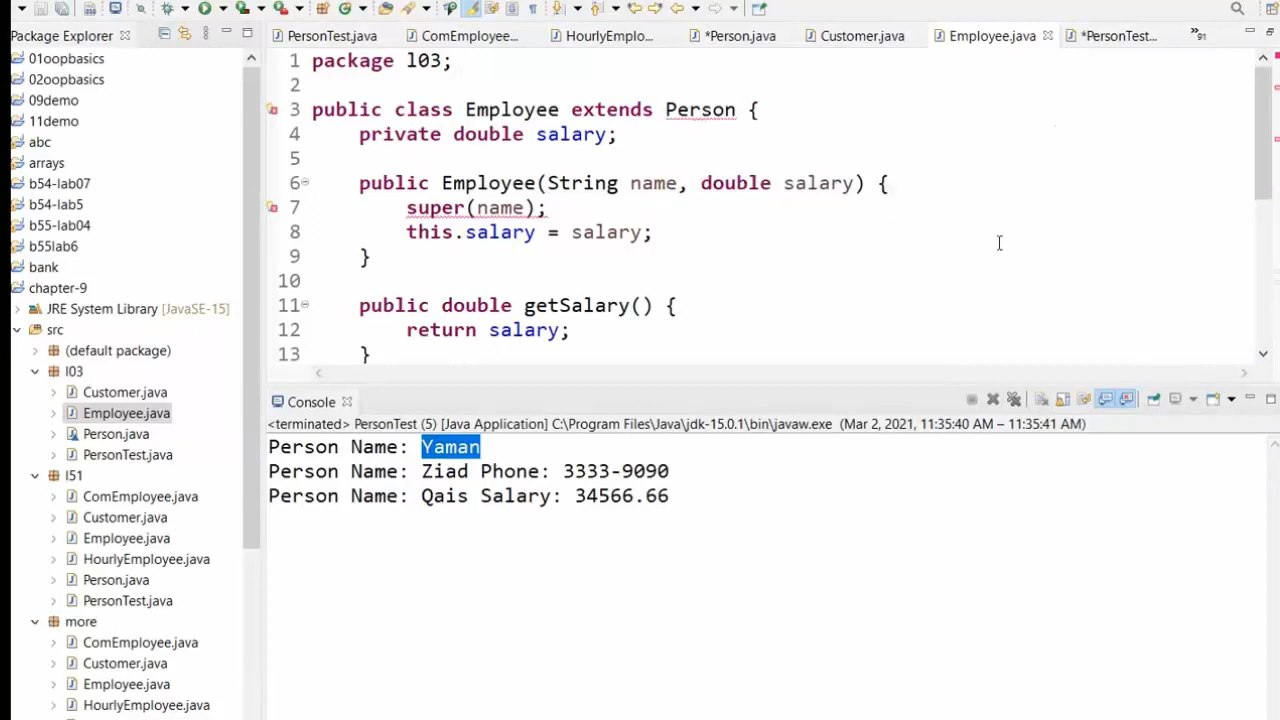 Package Explorer
PersonTest.java
ComEmployee...
HourlyEmplo...
*Person.java
Customer.java
Employee.java
*PersonTest...
»91
01oopbasics
02oopbasics
09demo
11demo
abc
arrays
b54-lab07
b54-lab5
b55-lab04
b55lab6
bank
chapter-9
JRE System Library [JavaSE-15]
src
(default package)
l03
Customer.java
Employee.java
Person.java
PersonTest.java
l51
ComEmployee.java
Customer.java
Employee.java
HourlyEmployee.java
Person.java
PersonTest.java
more
ComEmployee.java
Customer.java
Employee.java
HourlyEmployee.java
1 package l03;
2
3 public class Employee extends Person {
4 private double salary;
5
6 public Employee(String name, double salary) {
7 super(name);
8 this.salary = salary;
9 }
10
11 public double getSalary() {
12 return salary;
13 }
Console
<terminated> PersonTest (5) [Java Application] C:\Program Files\Java\jdk-15.0.1\bin\javaw.exe (Mar 2, 2021, 11:35:40 AM – 11:35:41 AM)
Person Name: Yaman
Person Name: Ziad Phone: 3333-9090
Person Name: Qais Salary: 34566.66